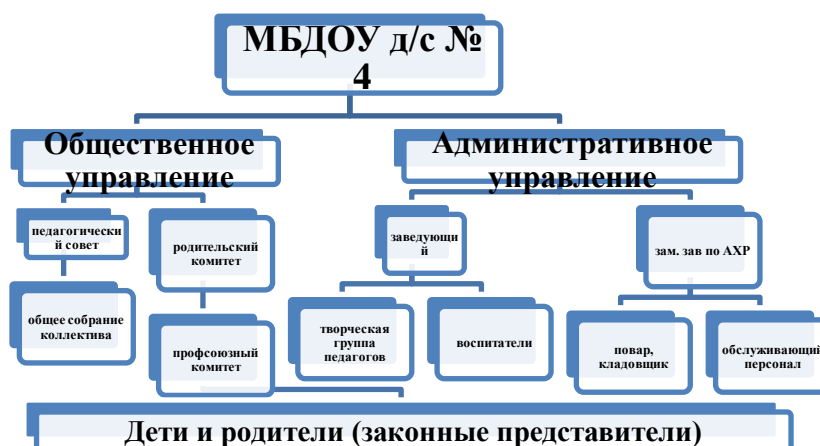 МБДОУ д/с №
4
Общественное
управление
Административное
управление
педагогически
й совет
родительский
комитет
заведующи
й
зам. зав по АХР
общее собрание
коллектива
профсоюзный
комитет
творческая
группа
педагогов
воспитатели
повар,
кладовщик
обслуживающий
персонал
Дети и родители (законные представители)